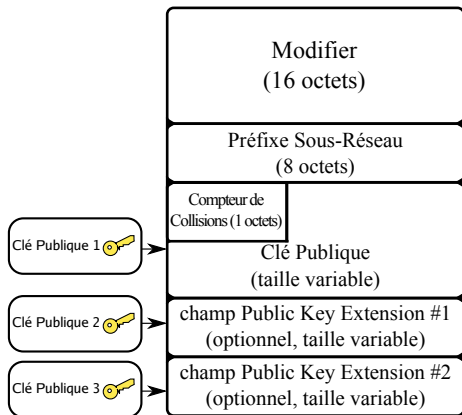 Modifier
(16 octets)
Préfixe Sous-Réseau
(8 octets)
Compteur de
Collisions (1 octets)
Clé Publique 1
Clé Publique
(taille variable)
Clé Publique 2
champ Public Key Extension #1
(optionnel, taille variable)
Clé Publique 3
champ Public Key Extension #2
(optionnel, taille variable)